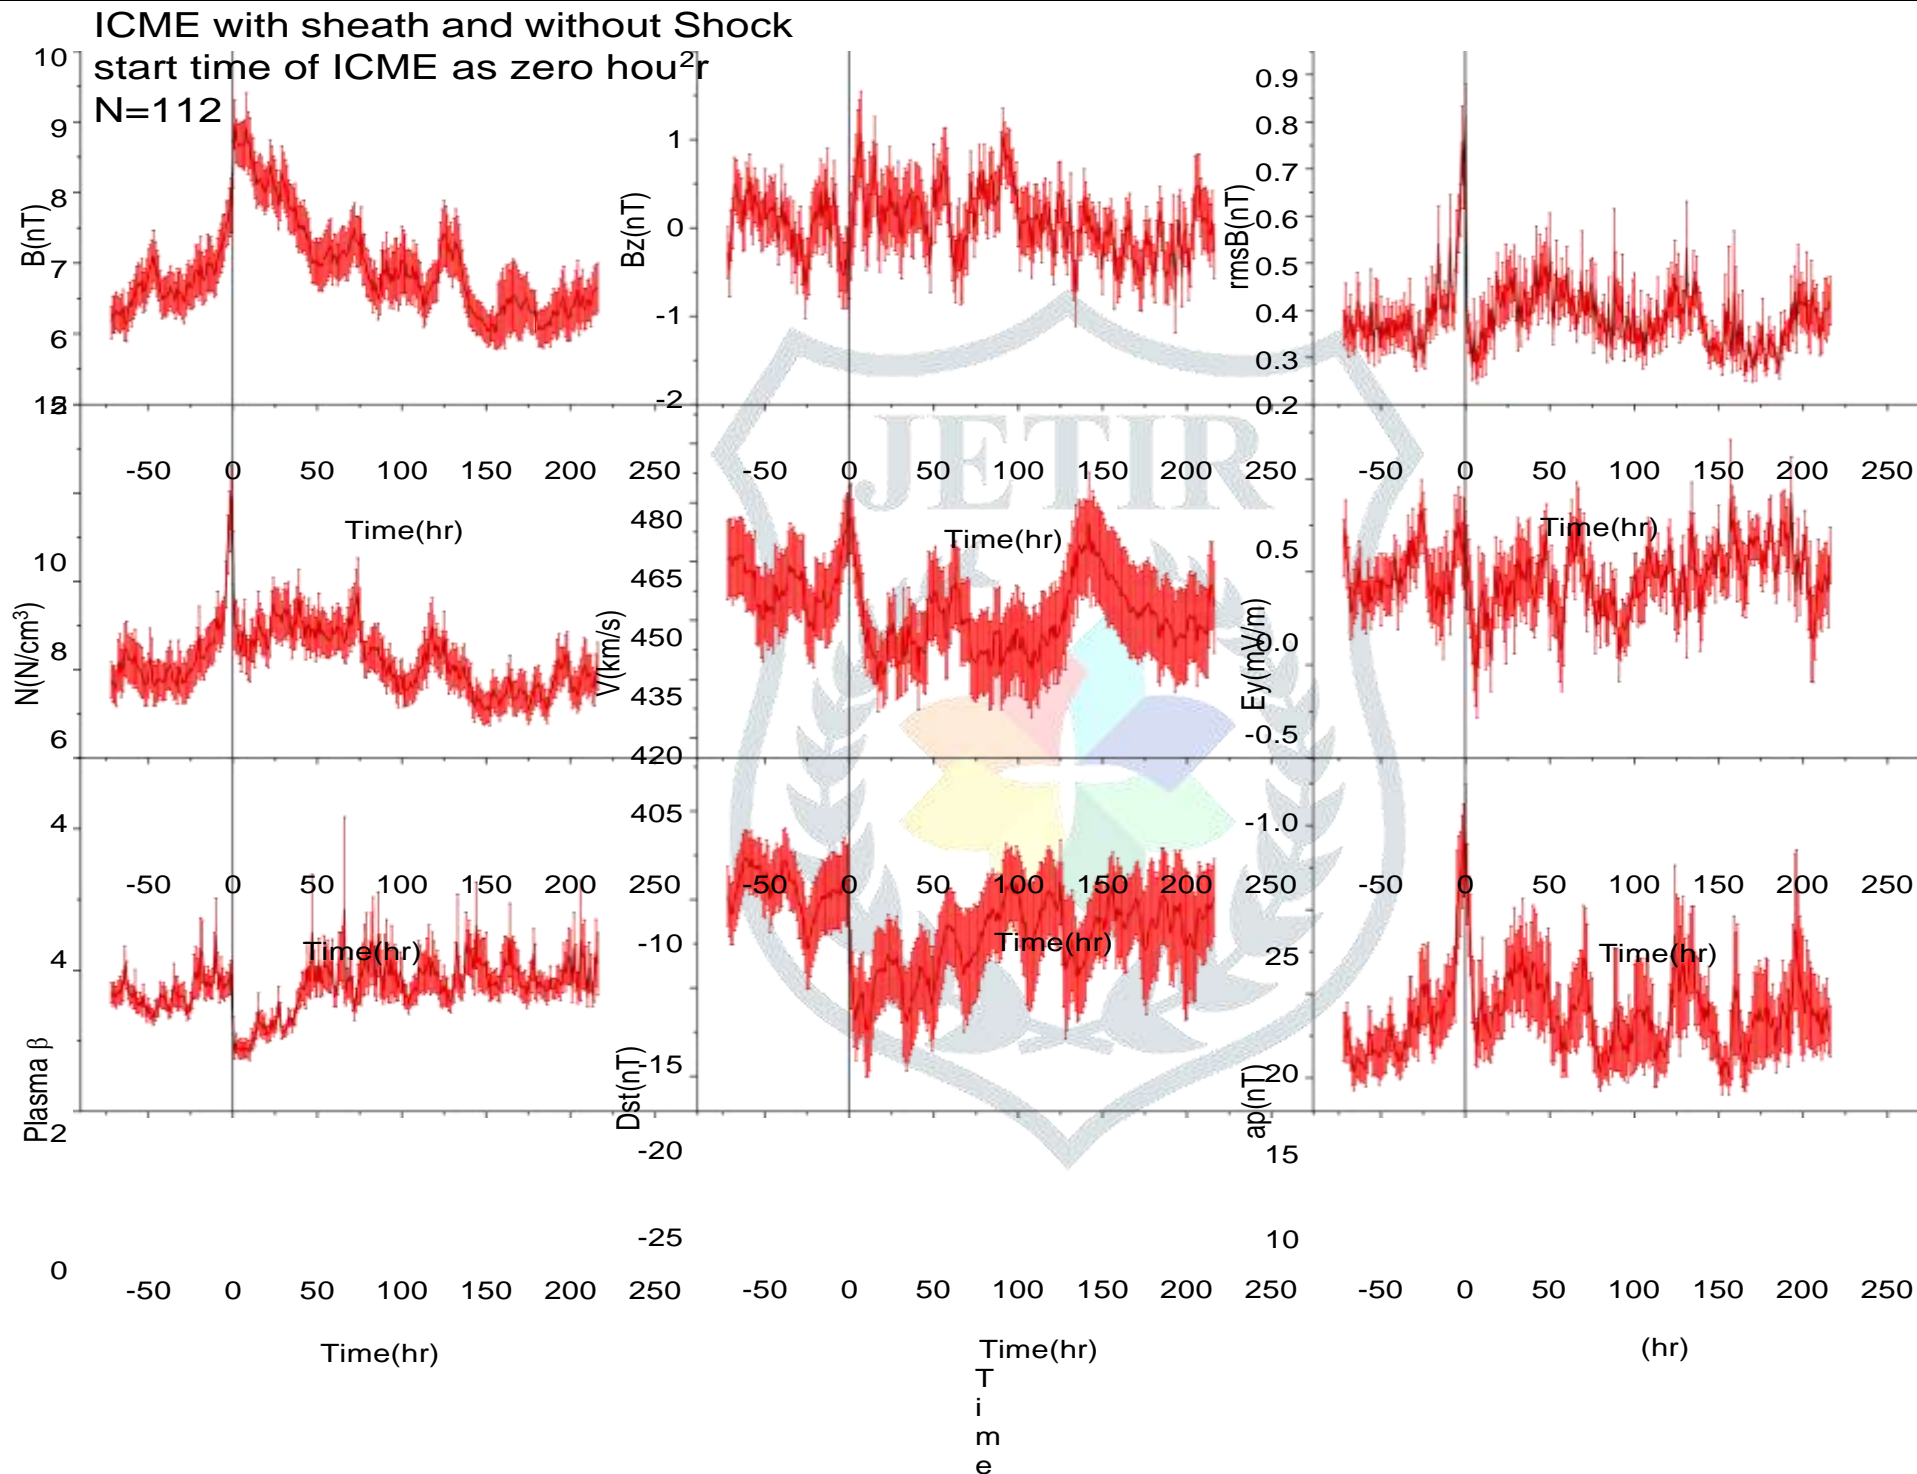 ICME with sheath and without Shock
start time of ICME as zero hou²r
N=112
10
9
8
7
6
B(nT)
1
0
-1
-2
Bz(nT)
0.9
0.8
0.7
0.6
0.5
0.4
0.3
0.2
rmsB(nT)
JETIR
-50 0 50 100 150 200 250
-50 0 50 100 150 200 250
-50 0 50 100 150 200 250
Time(hr)
Time(hr)
Time(hr)
10
8
6
N(N/cm³)
480
465
450
435
420
405
V(km/s)
0.5
0.0
-0.5
-1.0
Ey(mV/m)
-50 0 50 100 150 200 250
-50 0 50 100 150 200 250
-50 0 50 100 150 200 250
Time(hr)
Time(hr)
Time(hr)
4
4
2
0
Plasma β
-10
-15
-20
-25
Dst(nT)
25
20
15
10
ap(nT)
-50 0 50 100 150 200 250
-50 0 50 100 150 200 250
-50 0 50 100 150 200 250
Time(hr)
Time(hr)
(hr)
T
i
m
e